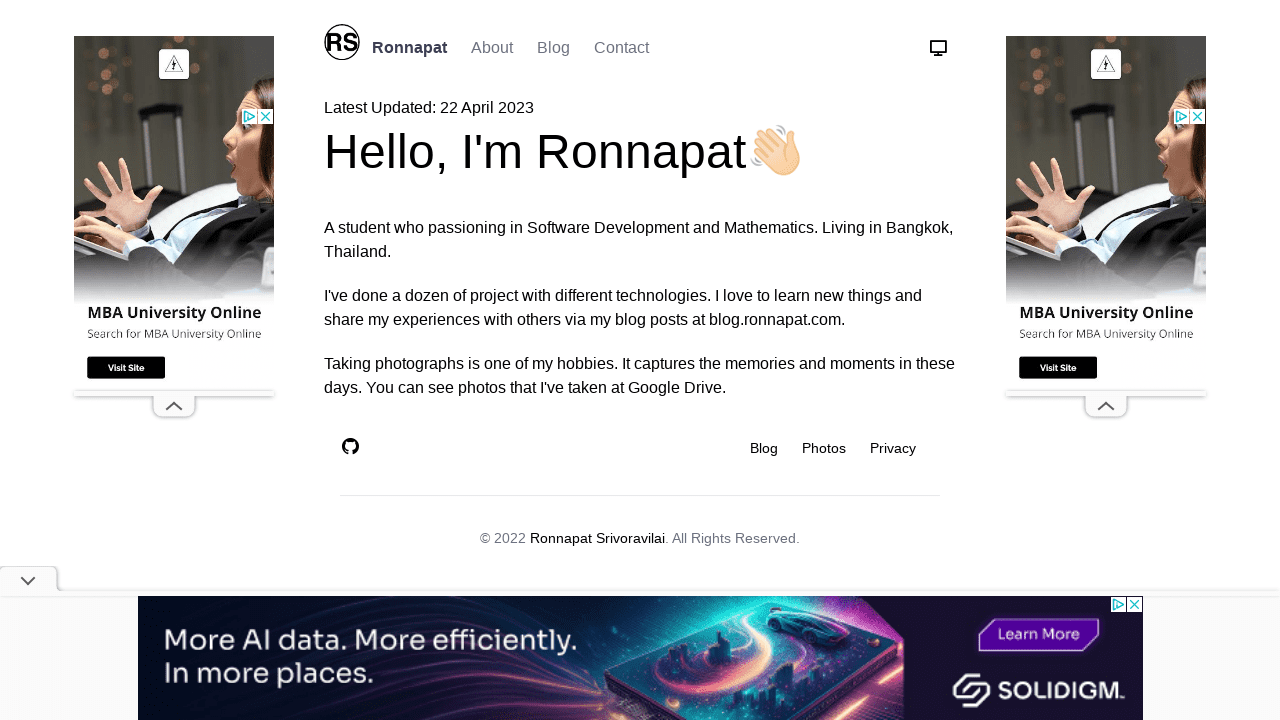 RS
Ronnapat About Blog Contact
Latest Updated: 22 April 2023
Hello, I'm Ronnapat
A student who passioning in Software Development and Mathematics. Living in Bangkok,
Thailand.
I've done a dozen of project with different technologies. I love to learn new things and
share my experiences with others via my blog posts at blog.ronnapat.com.
Taking photographs is one of my hobbies. It captures the memories and moments in these
days. You can see photos that I've taken at Google Drive.
Blog Photos Privacy
© 2022 Ronnapat Srivoravilai. All Rights Reserved.
MBA University Online
Search for MBA University Online
Visit Site
MBA University Online
Search for MBA University Online
Visit Site
More AI data. More efficiently.
In more places.
Learn More
SOLIDIGM™